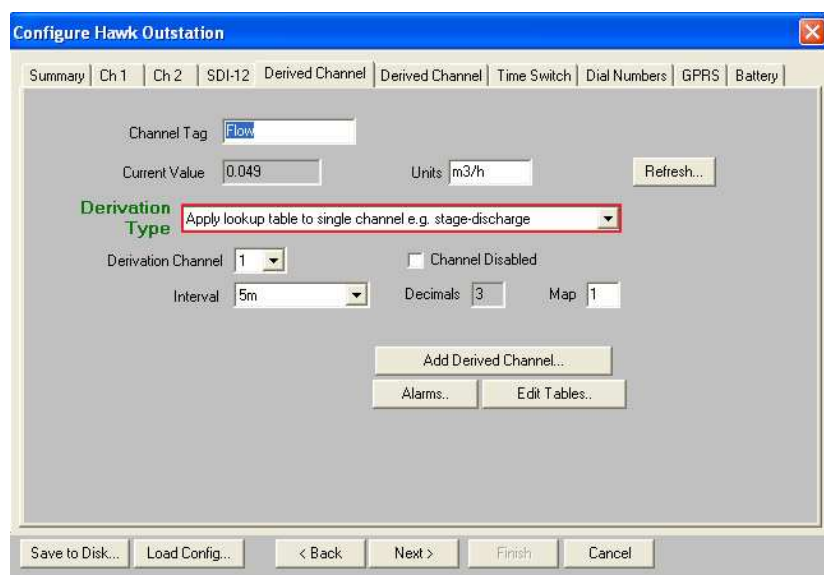 Configure Hawk Outstation
Summary Ch 1 Ch 2 SDI-12 Derived Channel Derived Channel Time Switch Dial Numbers GPRS Battery
Channel Tag Flow
Current Value 0.049 Units m3/h Refresh...
Derivation
Type Apply lookup table to single channel e.g. stage-discharge
Derivation Channel 1 Channel Disabled
Interval 5m Decimals 3 Map 1
Add Derived Channel...
Alarms.. Edit Tables..
Save to Disk... Load Config... < Back Next > Finish Cancel